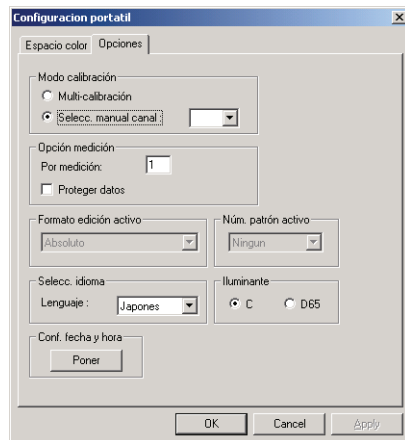 Configuracion portatil
Espacio color Opciones
Modo calibración
Multi-calibración
Selecc. manual canal :
Opción medición
Por medición: 1
Proteger datos
Formato edición activo Núm. patrón activo
Absoluto Ningun
Selecc. idioma Iluminante
Lenguaje : Japones C D65
Conf. fecha y hora
Poner
OK Cancel Apply